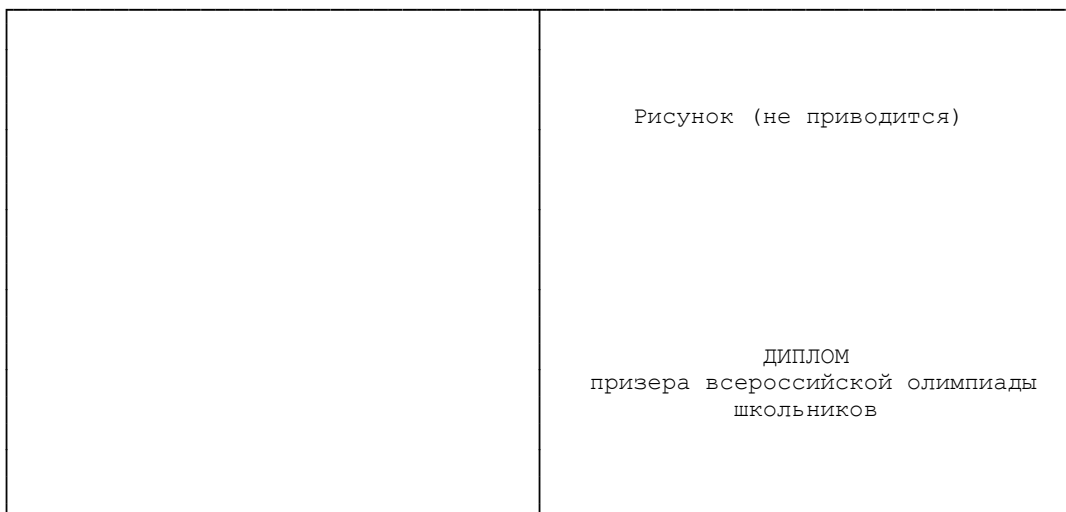 Рисунок (не приводится)
ДИПЛОМ
призера всероссийской олимпиады
школьников